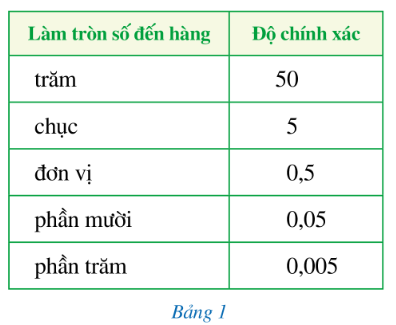 Làm tròn số đến hàng Độ chính xác
trăm 50
chục 5
đơn vị 0,5
phần mười 0,05
phần trăm 0,005
Bảng 1